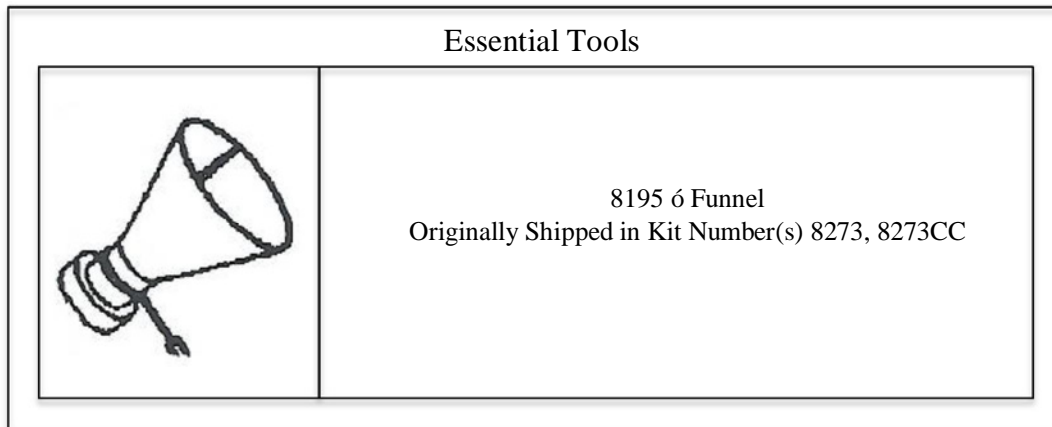 Essential Tools
8195 ó Funnel
Originally Shipped in Kit Number(s) 8273, 8273CC